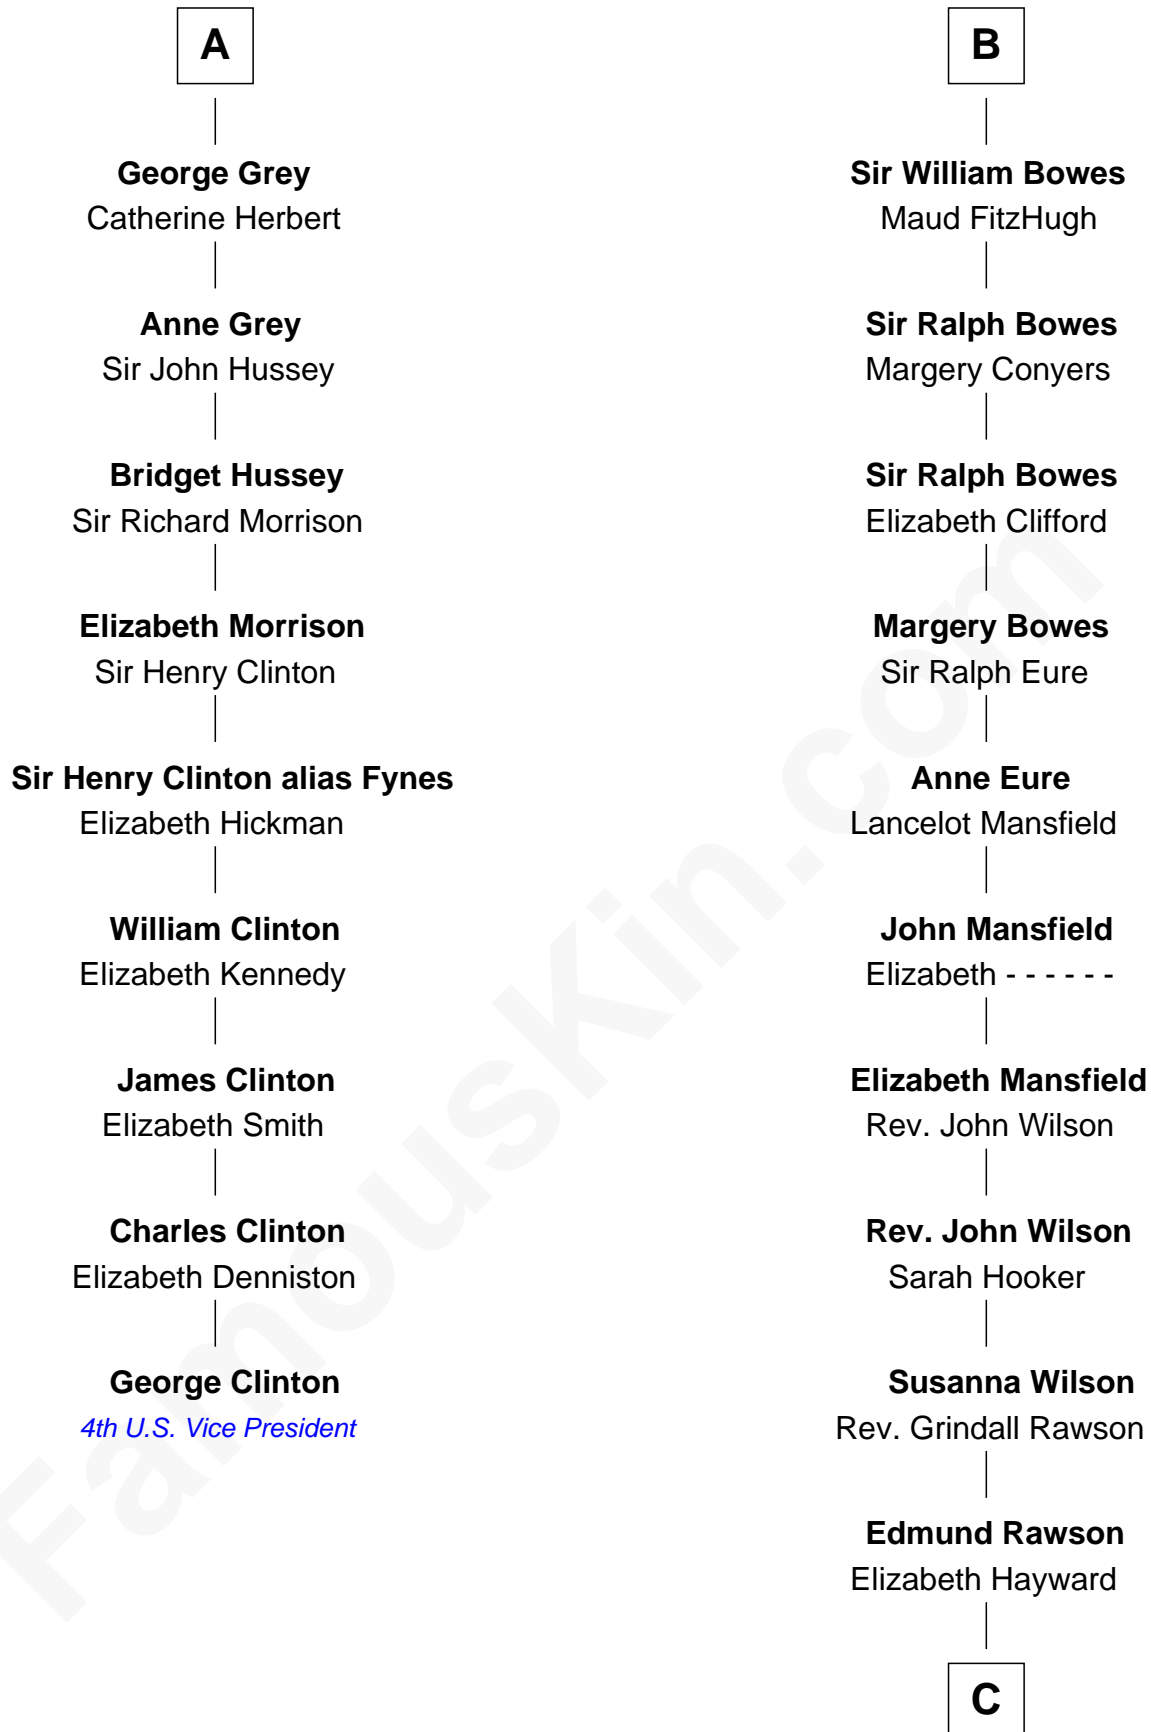 A
George Grey
Catherine Herbert
Anne Grey
Sir John Hussey
Bridget Hussey
Sir Richard Morrison
Elizabeth Morrison
Sir Henry Clinton
Sir Henry Clinton alias Fynes
Elizabeth Hickman
William Clinton
Elizabeth Kennedy
James Clinton
Elizabeth Smith
Charles Clinton
Elizabeth Denniston
George Clinton
4th U.S. Vice President
B
Sir William Bowes
Maud FitzHugh
Sir Ralph Bowes
Margery Conyers
Sir Ralph Bowes
Elizabeth Clifford
Margery Bowes
Sir Ralph Eure
Anne Eure
Lancelot Mansfield
John Mansfield
Elizabeth - - - - - -
Elizabeth Mansfield
Rev. John Wilson
Rev. John Wilson
Sarah Hooker
Susanna Wilson
Rev. Grindall Rawson
Edmund Rawson
Elizabeth Hayward
C
FamousKin.com